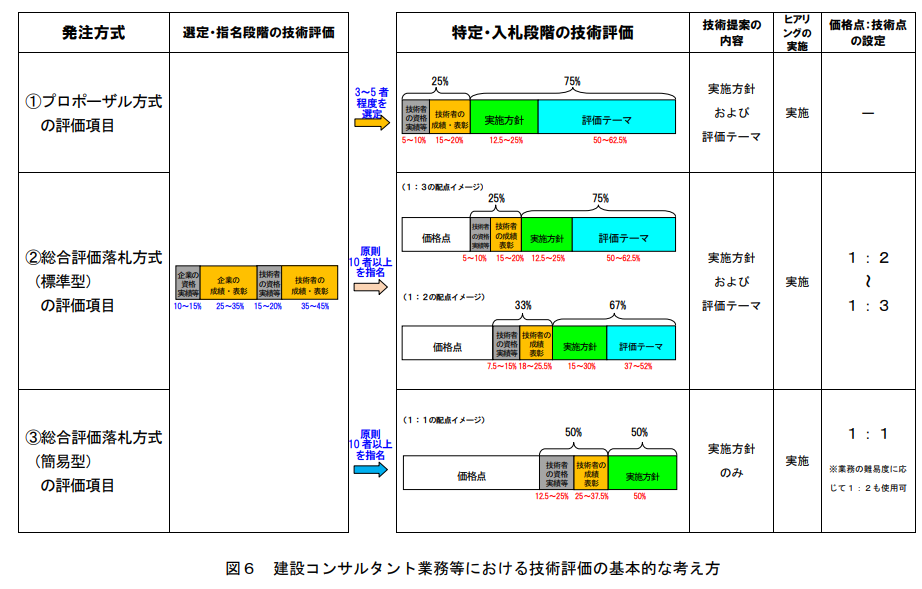 発注方式
選定・指名段階の技術評価
特定・入札段階の技術評価
技術提案の
内容
ヒアリ
ングの
実施
価格点：技術点
の設定
①プロポーザル方式
の評価項目
3～5 者
程度を
選定
25%
75%
技術者
の資格
実績等
技術者の
成績・表彰
実施方針
評価テーマ
5～10%
15～20%
12.5～25%
50～62.5%
実施方針
および
評価テーマ
実施
―
②総合評価落札方式
（標準型）
の評価項目
企業の
資格
実績等
企業の
成績・表彰
技術者
の資格
実績等
技術者の
成績・表彰
10～15%
25～35%
15～20%
35～45%
原則
10 者以上
を指名
（１：３の配点イメージ）
25%
75%
価格点
技術者
の資格
実績等
技術者
の成績
表彰
実施方針
評価テーマ
5～10%
15～20%
12.5～25%
50～62.5%
（１：２の配点イメージ）
33%
67%
価格点
技術者
の資格
実績等
技術者の
成績
表彰
実施方針
評価テーマ
7.5～15%
18～25.5%
15～30%
37～52%
実施方針
および
評価テーマ
実施
１：２
～
１：３
③総合評価落札方式
（簡易型）
の評価項目
原則
10 者以上
を指名
（１：１の配点イメージ）
50%
50%
価格点
技術者
の資格
実績等
技術者の
成績
表彰
実施方針
12.5～25%
25～37.5%
50%
実施方針
のみ
実施
１：１
※業務の難易度に応
じて１：２も使用可
図６　建設コンサルタント業務等における技術評価の基本的な考え方